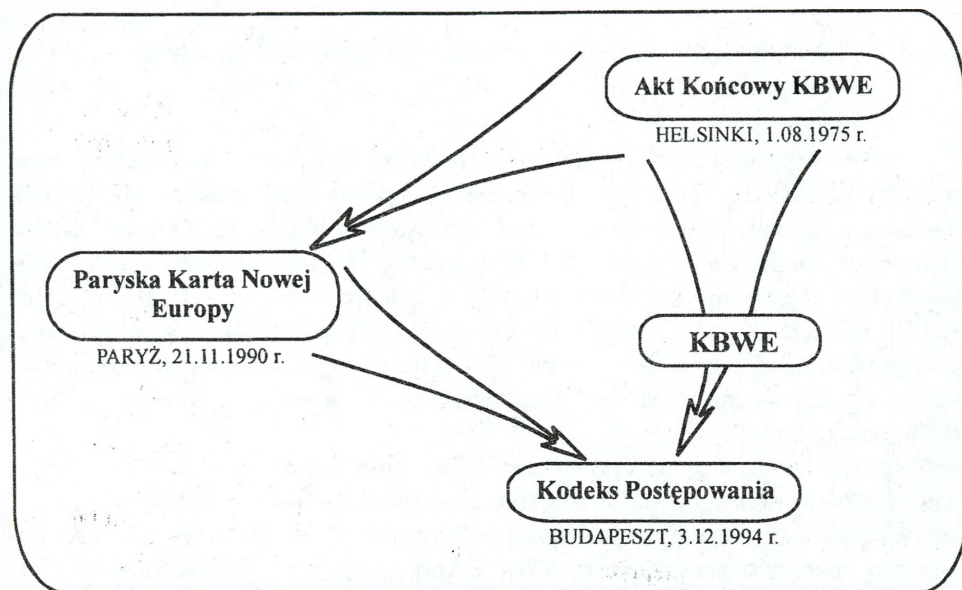 Akt Końcowy KBWE
HELSINKI, 1.08.1975 r.
Paryska Karta Nowej
Europy
PARYŻ, 21.11.1990 r.
KBWE
Kodeks Postępowania
BUDAPESZT, 3.12.1994 r.